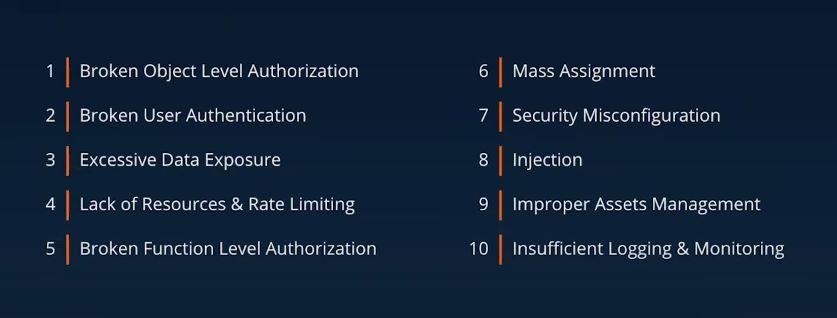 1 Broken Object Level Authorization
2 Broken User Authentication
3 Excessive Data Exposure
4 Lack of Resources & Rate Limiting
5 Broken Function Level Authorization
6 Mass Assignment
7 Security Misconfiguration
8 Injection
9 Improper Assets Management
10 Insufficient Logging & Monitoring